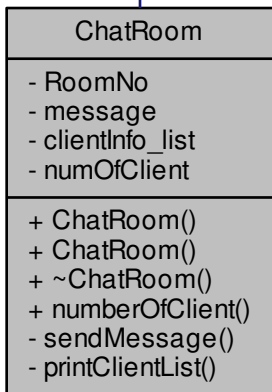 ChatRoom
- RoomNo
- message
- clientInfo_list
- numOfClient
+ ChatRoom()
+ ChatRoom()
+ ~ChatRoom()
+ numberOfClient()
- sendMessage()
- printClientList()